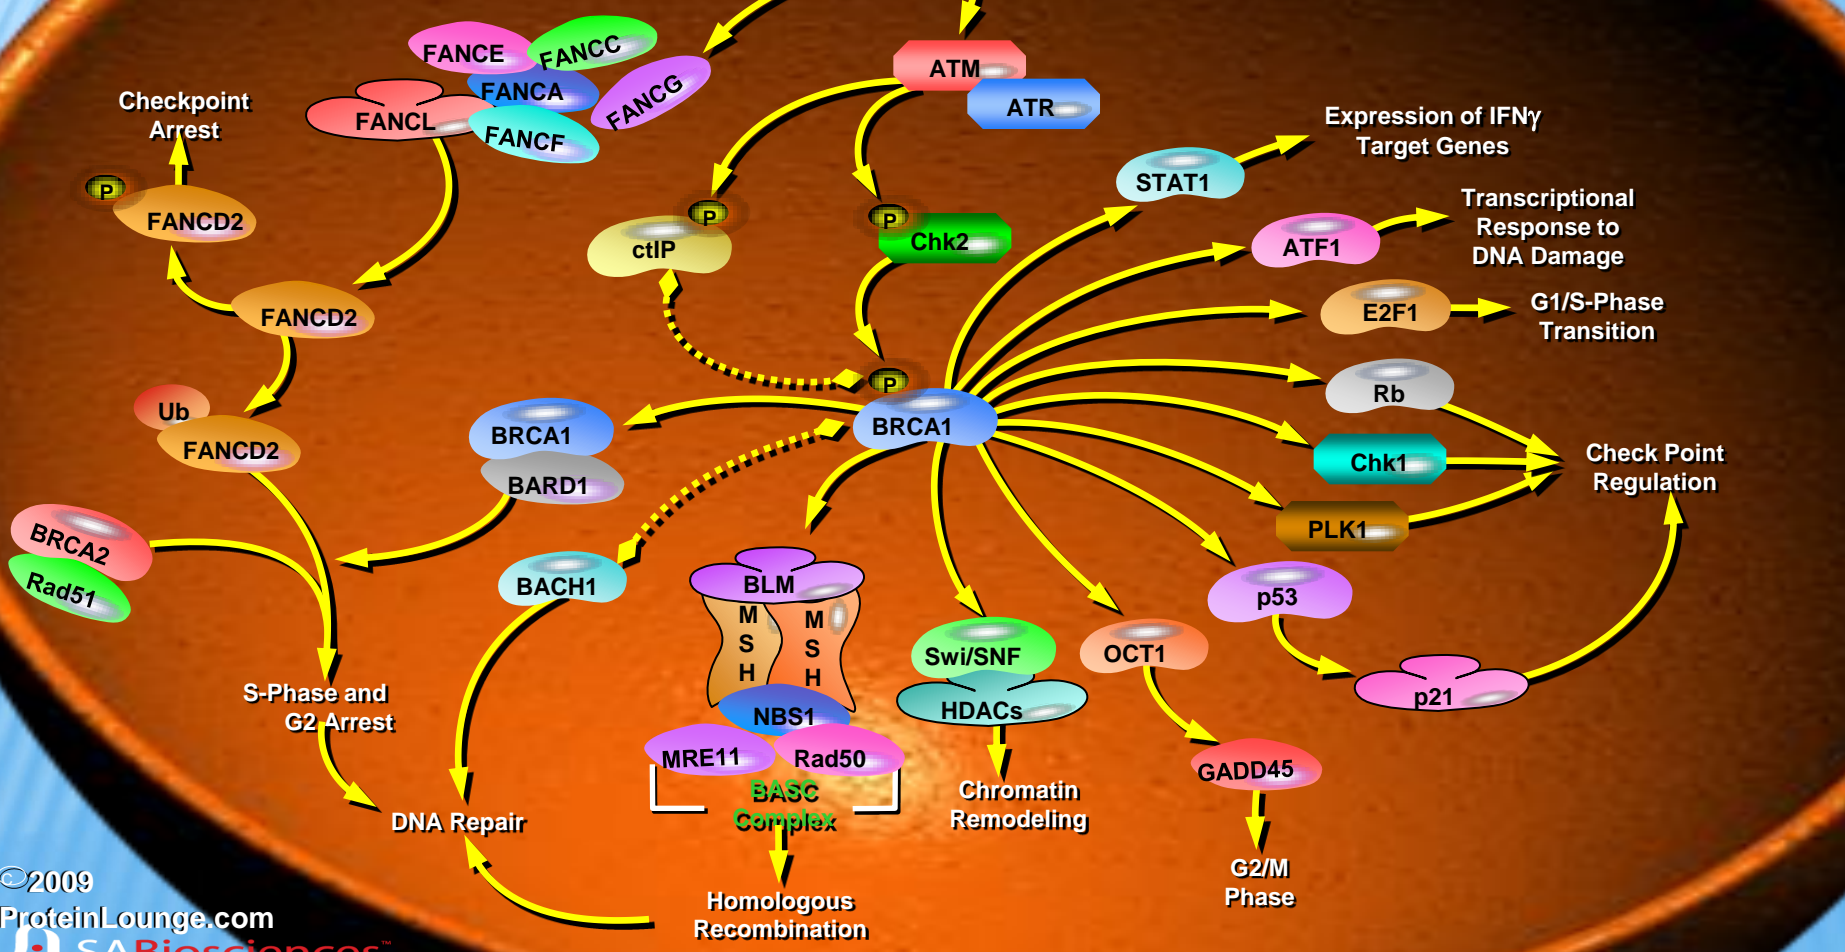 FANCE
FANCC
FANCA
FANCG
FANCL
FANCF
ATM
ATR
Checkpoint
Arrest
P
FANCD2
Expression of IFNγ
Target Genes
STAT1
Transcriptional
Response to
DNA Damage
ATF1
P
ctIP
P
Chk2
FANCD2
E2F1
G1/S-Phase
Transition
P
BRCA1
Rb
Ub
FANCD2
BRCA1
BARD1
Chk1
Check Point
Regulation
PLK1
BRCA2
Rad51
BACH1
BLM
M
S
H
M
S
H
p53
Swi/SNF
HDACs
OCT1
p21
S-Phase and
G2 Arrest
NBS1
MRE11
Rad50
BASC
Complex
GADD45
DNA Repair
Chromatin
Remodeling
G2/M
Phase
Homologous
Recombination
©2009
ProteinLounge.com
SABiosciences™